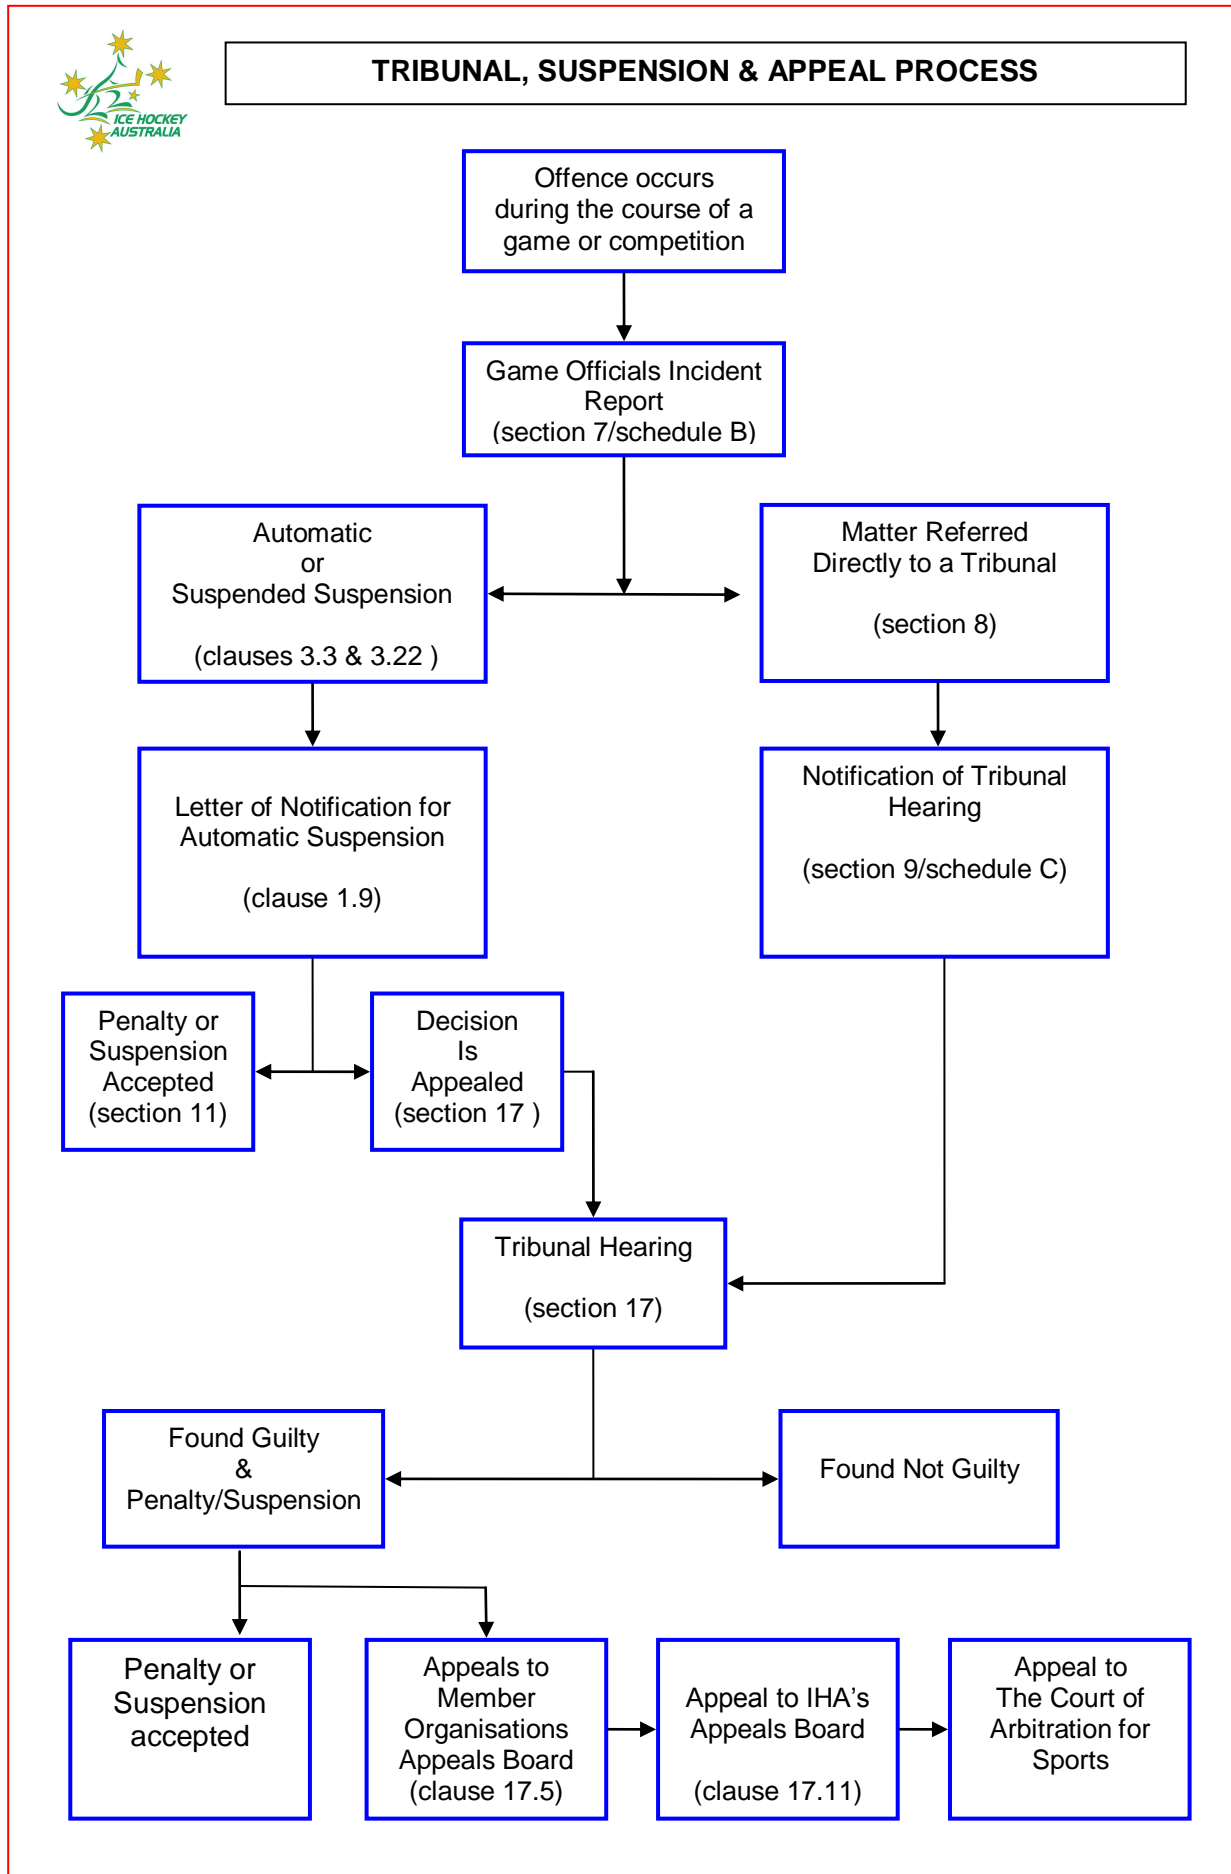 ICE HOCKEY
AUSTRALIA
TRIBUNAL, SUSPENSION & APPEAL PROCESS
Offence occurs
during the course of a
game or competition
Game Officials Incident
Report
(section 7/schedule B)
Automatic
or
Suspended Suspension
(clauses 3.3 & 3.22 )
Matter Referred
Directly to a Tribunal
(section 8)
Letter of Notification for
Automatic Suspension
(clause 1.9)
Notification of Tribunal
Hearing
(section 9/schedule C)
Penalty or
Suspension
Accepted
(section 11)
Decision
Is
Appealed
(section 17 )
Tribunal Hearing
(section 17)
Found Guilty
&
Penalty/Suspension
Found Not Guilty
Penalty or
Suspension
accepted
Appeals to
Member
Organisations
Appeals Board
(clause 17.5)
Appeal to IHA’s
Appeals Board
(clause 17.11)
Appeal to
The Court of
Arbitration for
Sports